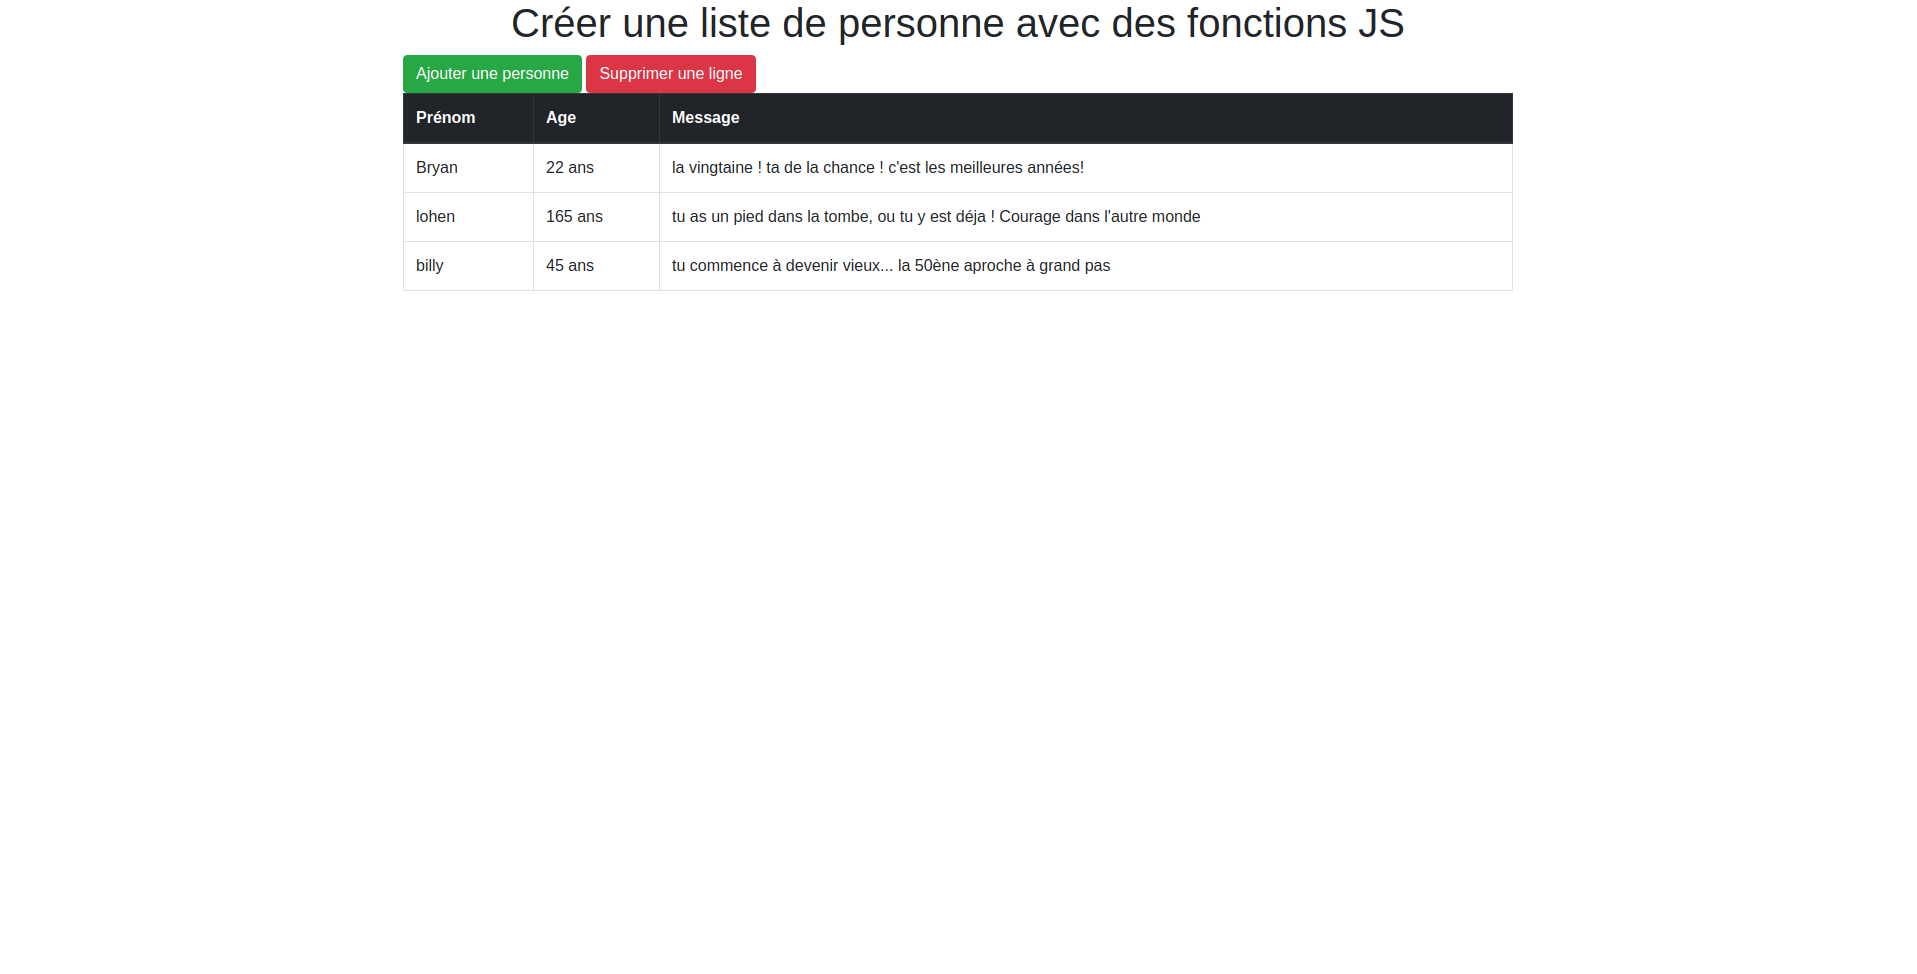 Créer une liste de personne avec des fonctions JS
Ajouter une personne Supprimer une ligne
Prénom Age Message
Bryan 22 ans la vingtaine ! ta de la chance ! c'est les meilleures années!
lohen 165 ans tu as un pied dans la tombe, ou tu y est déja ! Courage dans l'autre monde
billy 45 ans tu commence à devenir vieux... la 50ène aproche à grand pas